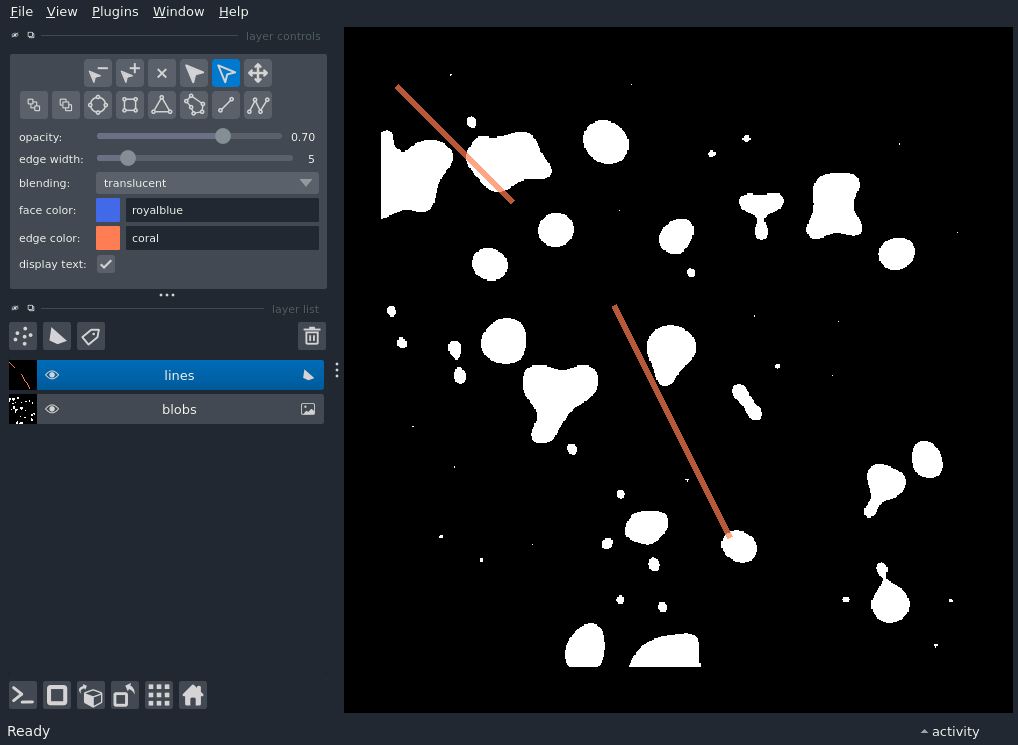 File View Plugins Window Help
layer controls
opacity: 0.70
edge width: 5
blending: translucent
face color: royalblue
edge color: coral
display text:
layer list
lines
blobs
Ready activity